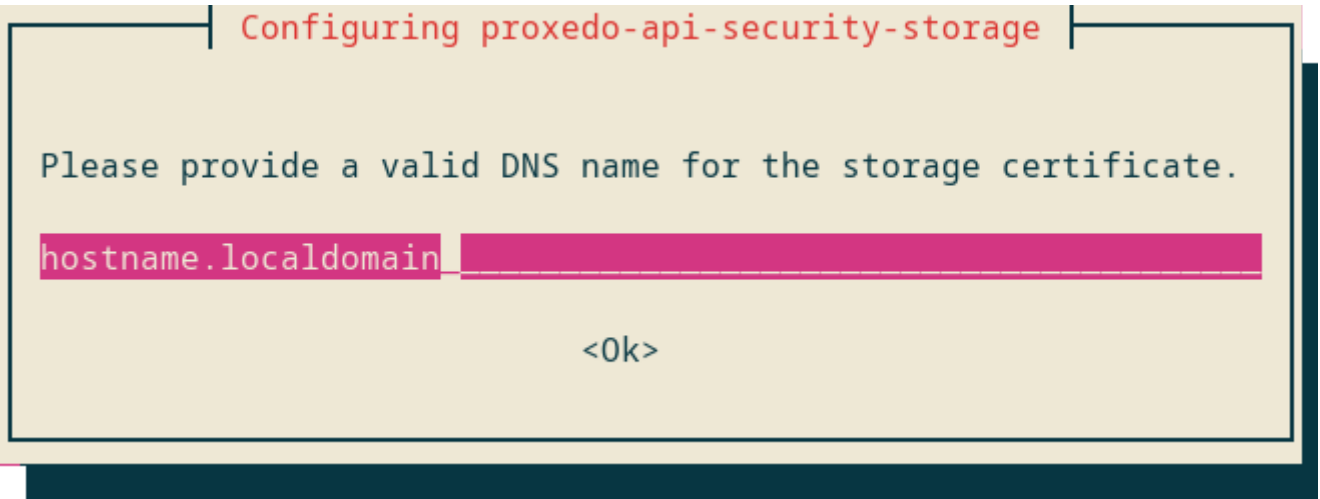 Configuring proxedo-api-security-storage
Please provide a valid DNS name for the storage certificate.
hostname.localdomain
<Ok>